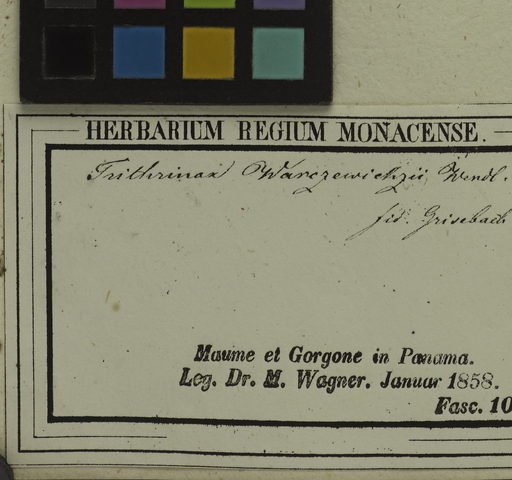 HERBARIUM REGIUM MONACENSE.
Trithrinax Warczewichzii Wendl.
fid. Grisebach
Maume et Gorgone in Panama.
Leg. Dr. M. Wagner. Januar 1858.
Fasc. 10